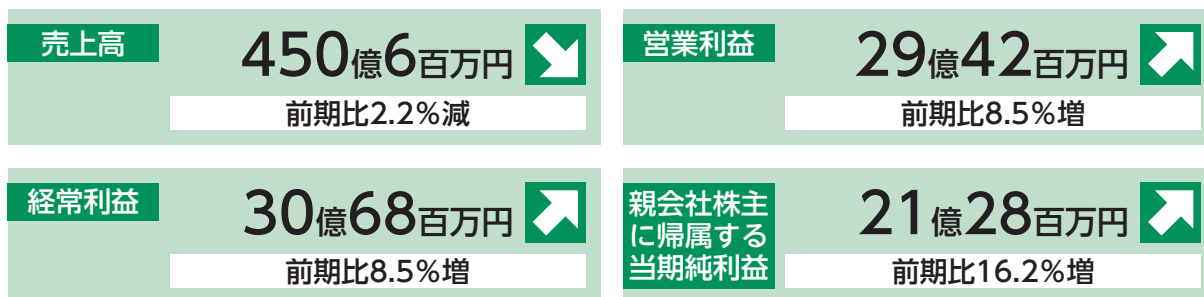 売上高
450億6百万円
前期比2.2%減
営業利益
29億42百万円
前期比8.5%増
経常利益
30億68百万円
前期比8.5%増
親会社株主
に帰属する
当期純利益
21億28百万円
前期比16.2%増